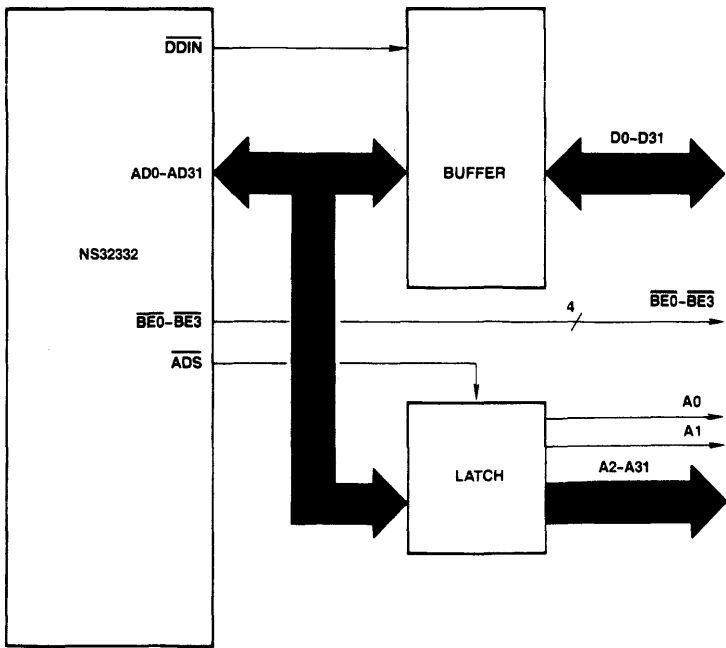 DDIN
D0-D31
AD0-AD31
BUFFER
NS32332
BE0-BE3
4
BE0-BE3
ADS
A0
A1
A2-A31
LATCH